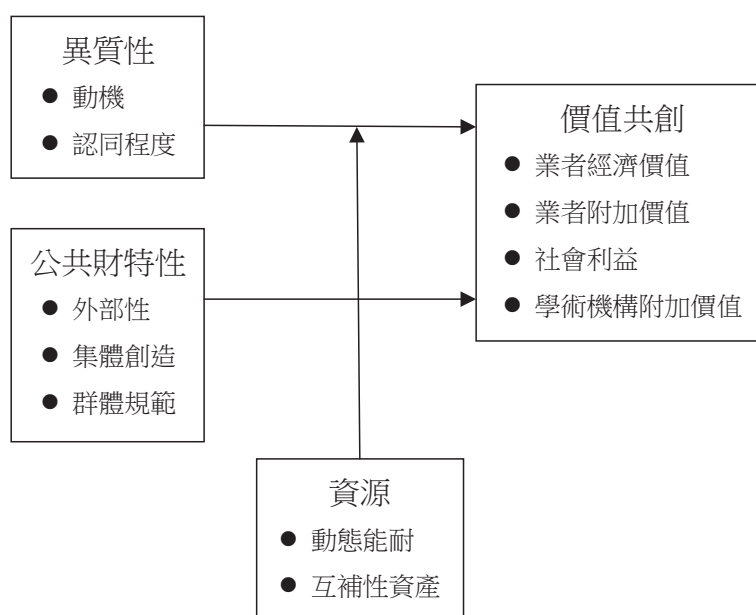 異質性
● 動機
● 認同程度
價值共創
● 業者經濟價值
● 業者附加價值
● 社會利益
● 學術機構附加價值
公共財特性
● 外部性
● 集體創造
● 群體規範
資源
● 動態能耐
● 互補性資產